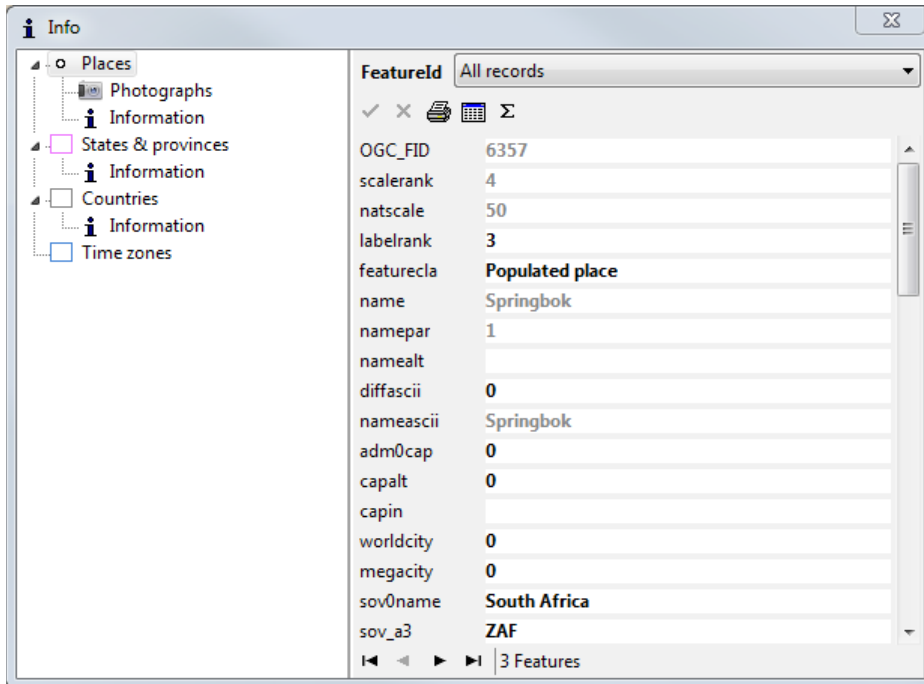 i Info
Places
Photographs
i Information
States & provinces
i Information
Countries
i Information
Time zones
FeatureId All records
Σ
OGC_FID 6357
scalerank 4
natscale 50
labelrank 3
featurecla Populated place
name Springbok
namepar 1
namealt
diffascii 0
nameascii Springbok
adm0cap 0
capalt 0
capin
worldcity 0
megacity 0
sov0name South Africa
sov_a3 ZAF
3 Features